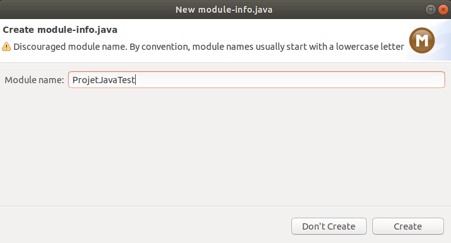 New module-info.java
Create module-info.java
Discouraged module name. By convention, module names usually start with a lowercase letter
M
Module name: ProjetJavaTest
Don't Create Create